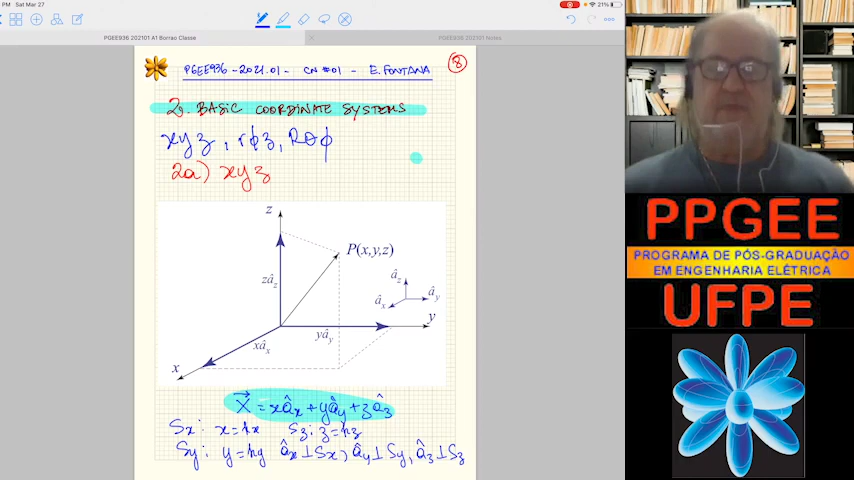 PM Sat Mar 27
21%
PGEE936 202101 A1 Borrao Classe
PGEE936 202101 Notes
PGEE936 - 2021.01 - CN #01 - E. FONTANA
8
2. BASIC COORDINATE SYSTEMS
xyz, rϕz, Rθϕ
2a) xyz
z
P(x,y,z)
zâz
âz
âx
ây
y
yây
xâx
x
X⃗ = xâx + yây + zâz
Sx: x=kx Sz: z=kz
Sy: y=ky âx⊥Sx, ây⊥Sy, âz⊥Sz
PPGEE
PROGRAMA DE PÓS-GRADUAÇÃO
EM ENGENHARIA ELÉTRICA
UFPE